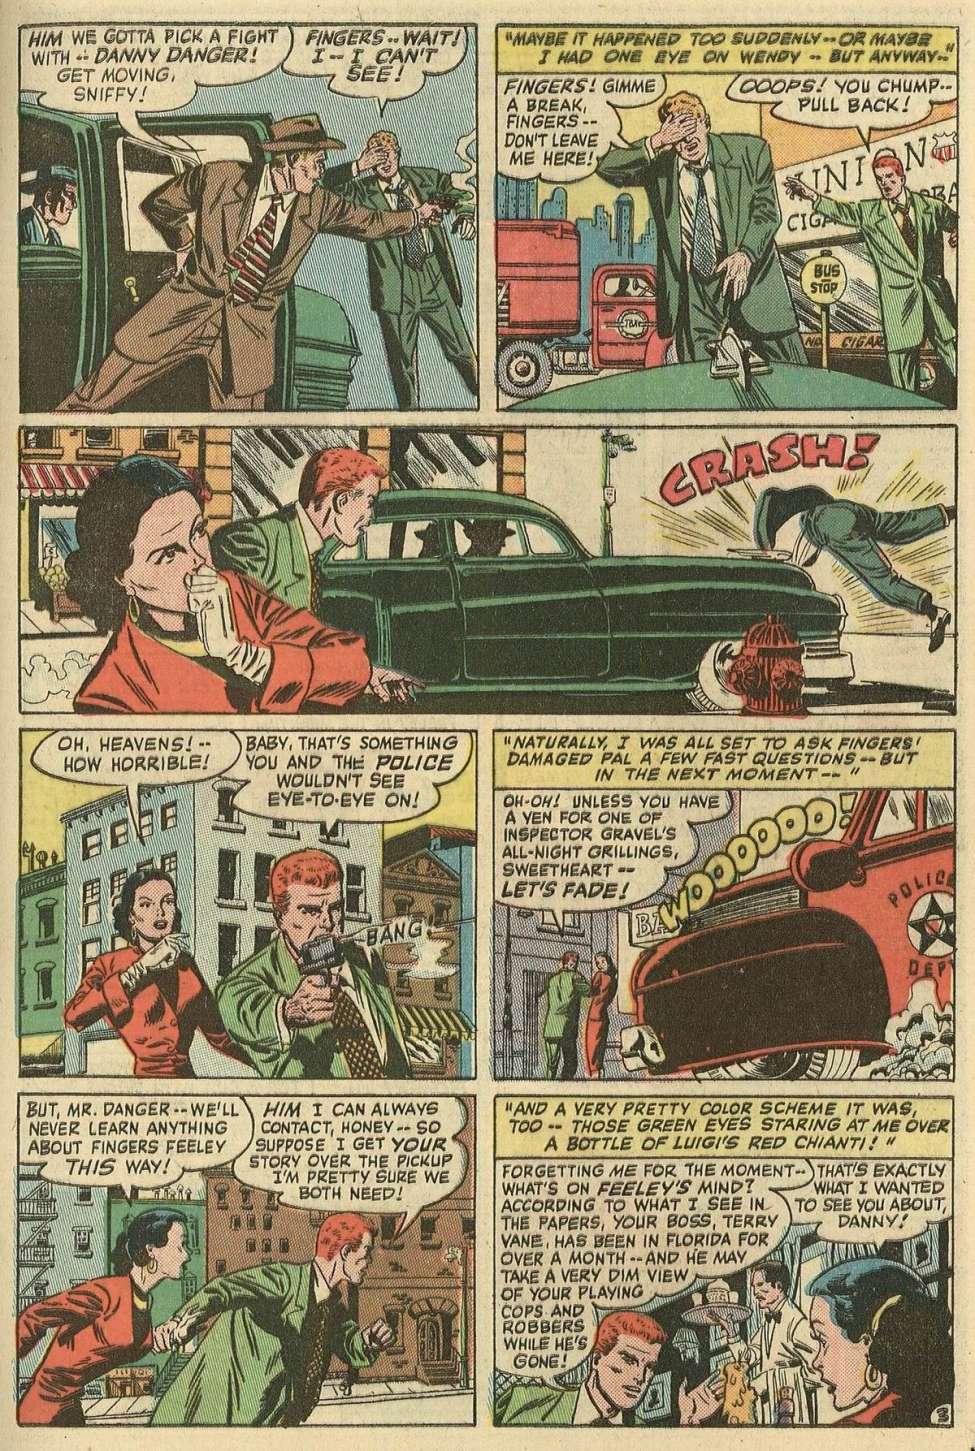 HIM WE GOTTA PICK A FIGHT
WITH -- DANNY DANGER!
GET MOVING,
SNIFFY!
FINGERS -- WAIT!
I -- I CAN'T
SEE!
"MAYBE IT HAPPENED TOO SUDDENLY -- OR MAYBE
I HAD ONE EYE ON WENDY -- BUT ANYWAY --"
FINGERS! GIMME
A BREAK,
FINGERS --
DON'T LEAVE
ME HERE!
OOOPS! YOU CHUMP --
PULL BACK!
UNION
CIGA
BUS
STOP
CIGAR
CRASH!
OH, HEAVENS! --
HOW HORRIBLE!
BABY, THAT'S SOMETHING
YOU AND THE POLICE
WOULDN'T SEE
EYE-TO-EYE ON!
BANG
"NATURALLY, I WAS ALL SET TO ASK FINGERS'
DAMAGED PAL A FEW FAST QUESTIONS -- BUT
IN THE NEXT MOMENT -- "
OH-OH! UNLESS YOU HAVE
A YEN FOR ONE OF
INSPECTOR GRAVEL'S
ALL-NIGHT GRILLINGS,
SWEETHEART --
LET'S FADE!
WOOOOOO!
BA
POLICE
DEPT
BUT, MR. DANGER -- WE'LL
NEVER LEARN ANYTHING
ABOUT FINGERS FEELEY
THIS WAY!
HIM I CAN ALWAYS
CONTACT, HONEY -- SO
SUPPOSE I GET YOUR
STORY OVER THE PICKUP
I'M PRETTY SURE WE
BOTH NEED!
"AND A VERY PRETTY COLOR SCHEME IT WAS,
TOO -- THOSE GREEN EYES STARING AT ME OVER
A BOTTLE OF LUIGI'S RED CHIANTI! "
FORGETTING ME FOR THE MOMENT --
WHAT'S ON FEELEY'S MIND?
ACCORDING TO WHAT I SEE IN
THE PAPERS, YOUR BOSS, TERRY
VANE, HAS BEEN IN FLORIDA FOR
OVER A MONTH -- AND HE MAY
TAKE A VERY DIM VIEW
OF YOUR PLAYING
COPS AND
ROBBERS
WHILE HE'S
GONE!
THAT'S EXACTLY
WHAT I WANTED
TO SEE YOU ABOUT,
DANNY!
3